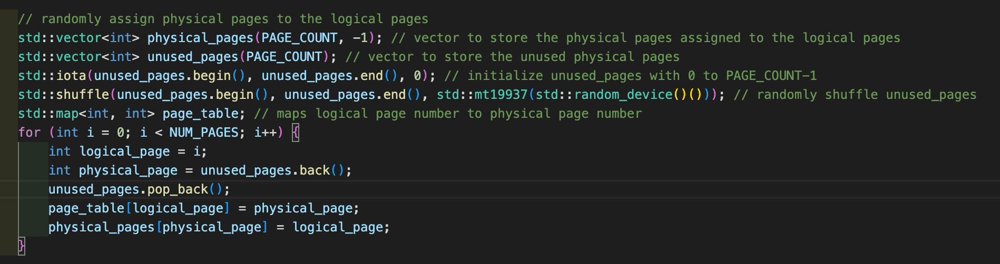 // randomly assign physical pages to the logical pages
std::vector<int> physical_pages(PAGE_COUNT, -1); // vector to store the physical pages assigned to the logical pages
std::vector<int> unused_pages(PAGE_COUNT); // vector to store the unused physical pages
std::iota(unused_pages.begin(), unused_pages.end(), 0); // initialize unused_pages with 0 to PAGE_COUNT-1
std::shuffle(unused_pages.begin(), unused_pages.end(), std::mt19937(std::random_device()())); // randomly shuffle unused_pages
std::map<int, int> page_table; // maps logical page number to physical page number
for (int i = 0; i < NUM_PAGES; i++) {
    int logical_page = i;
    int physical_page = unused_pages.back();
    unused_pages.pop_back();
    page_table[logical_page] = physical_page;
    physical_pages[physical_page] = logical_page;
}